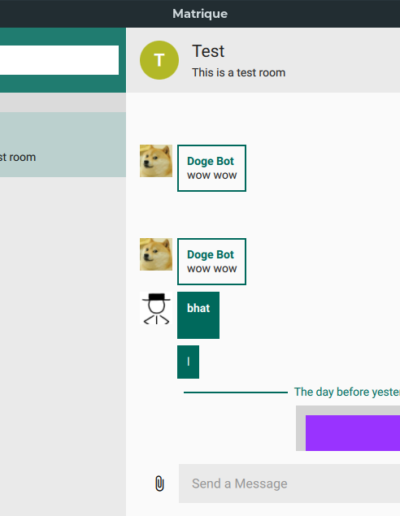 Matrique
T
Test
This is a test room
st room
Doge Bot
wow wow
Doge Bot
wow wow
bhat
I
The day before yester
Send a Message